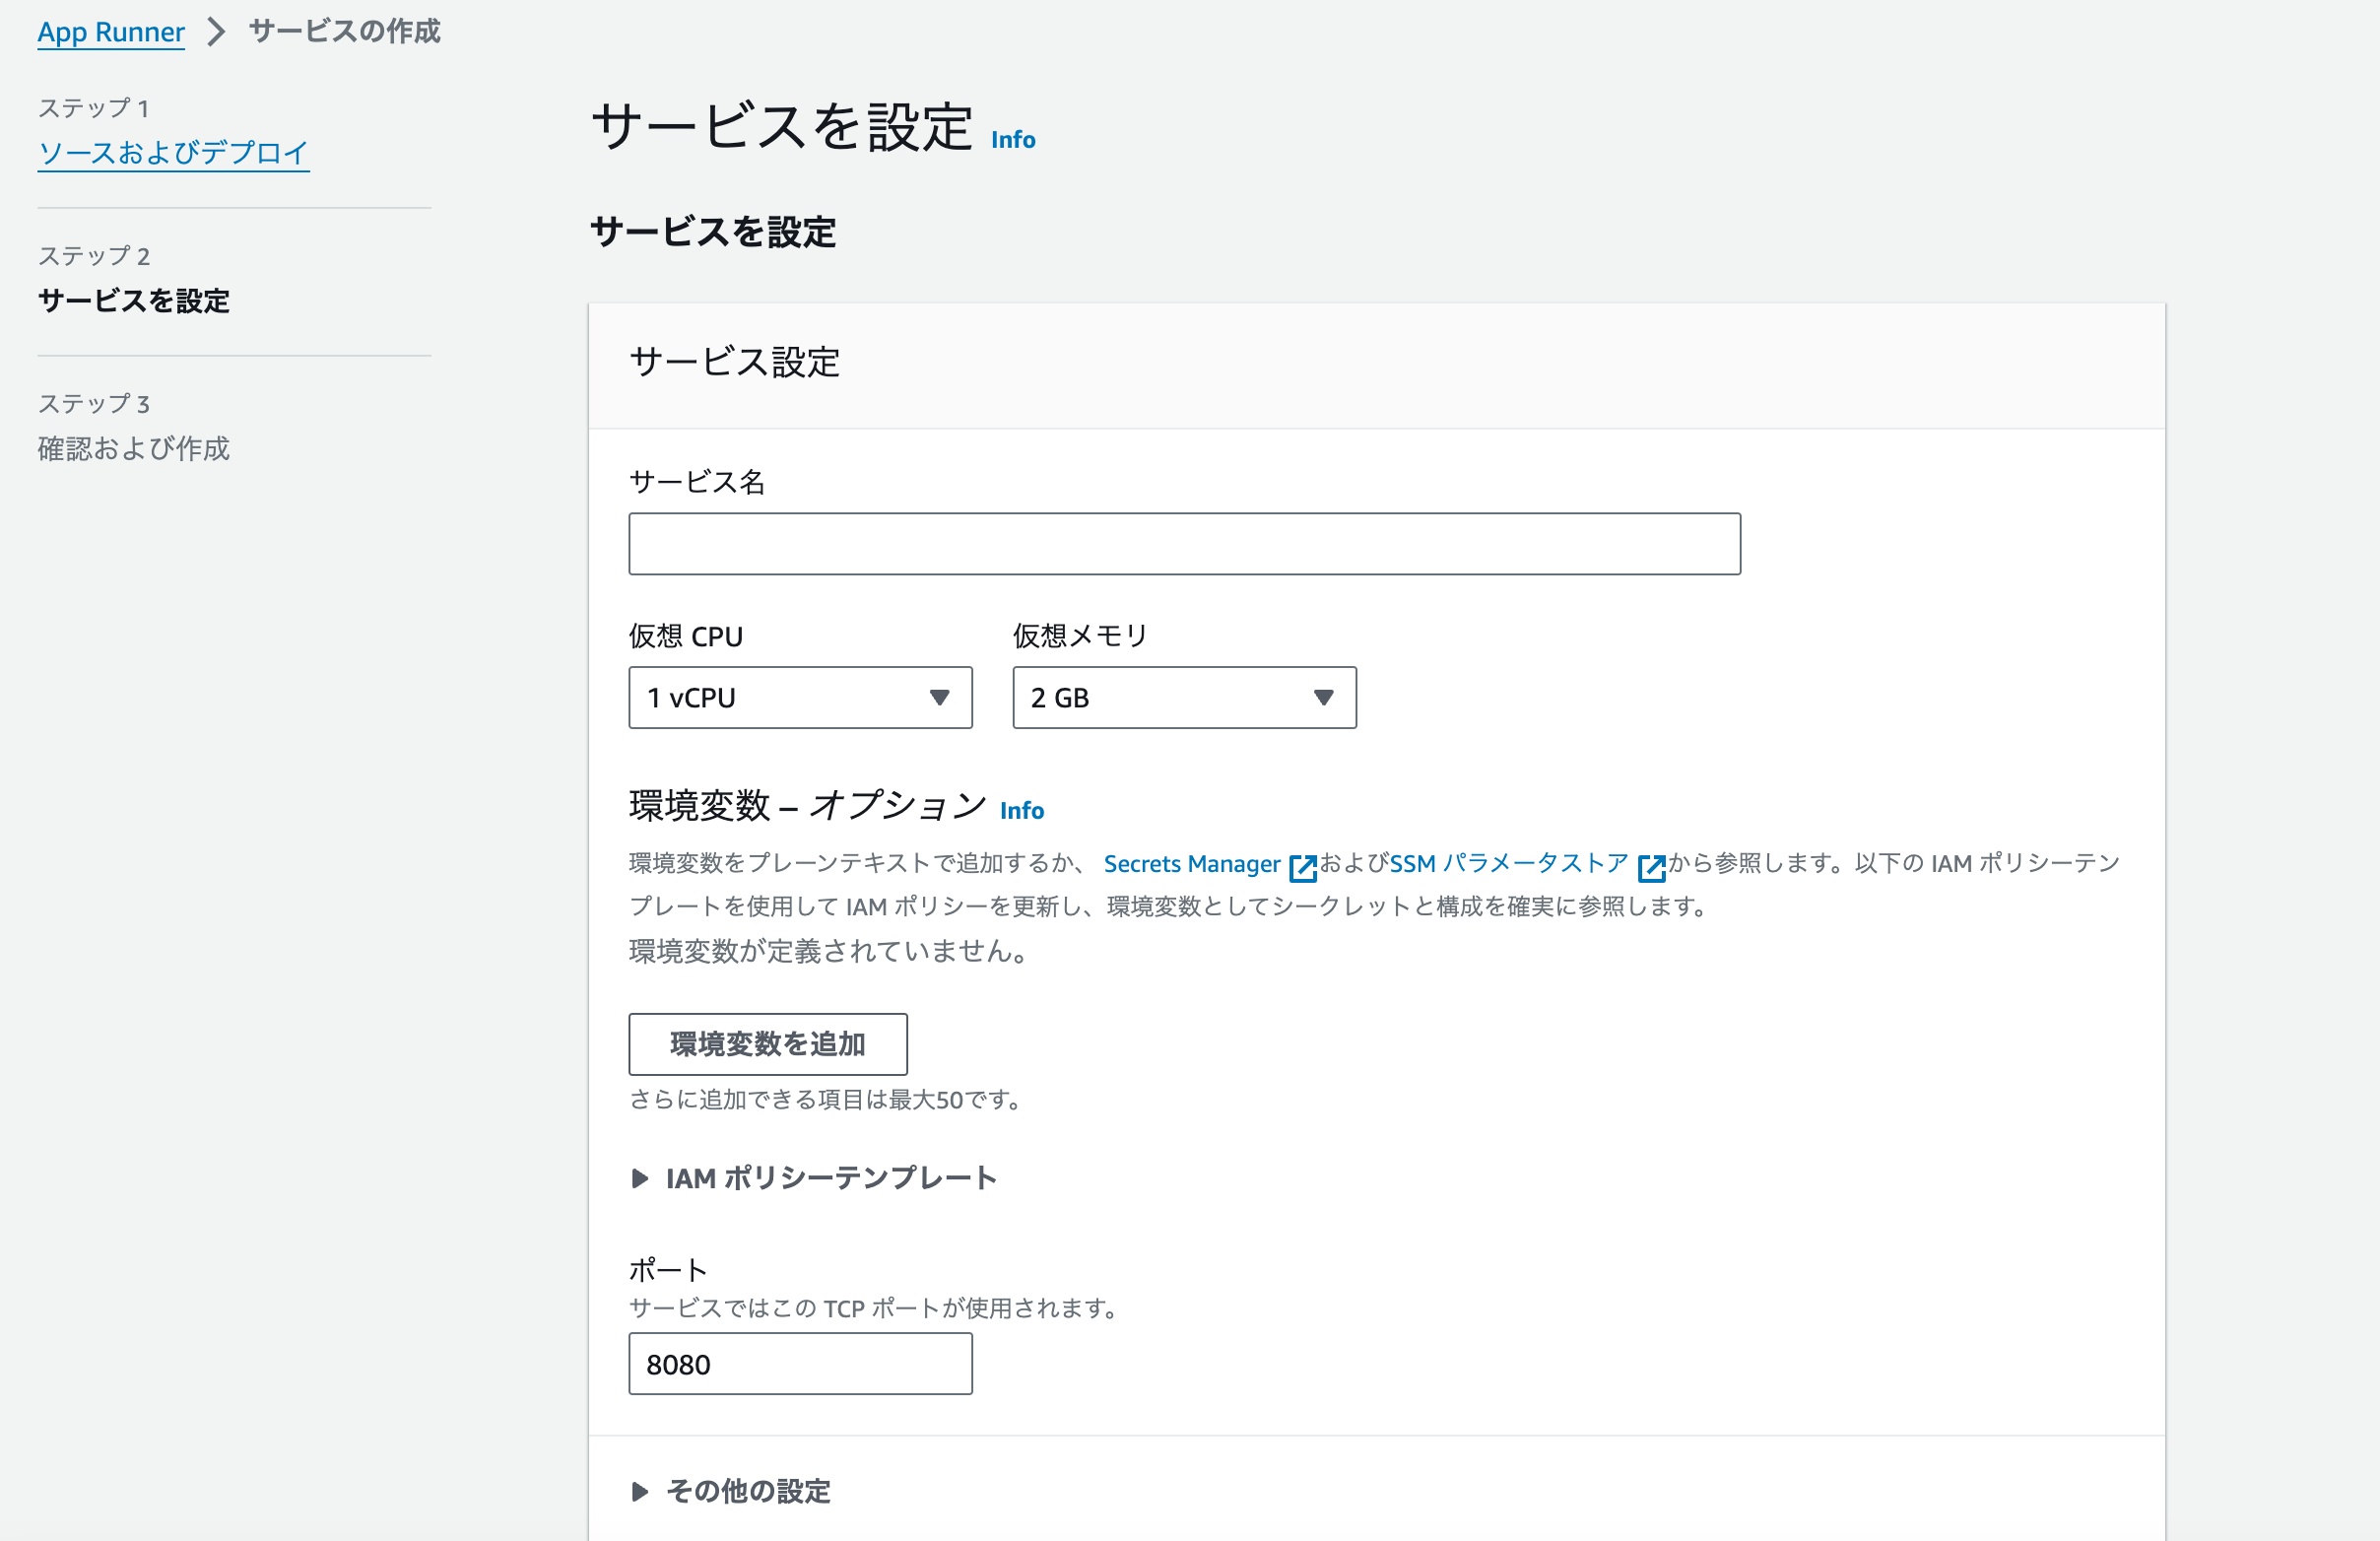 App Runner > サービスの作成
ステップ 1
ソースおよびデプロイ
ステップ 2
サービスを設定
ステップ 3
確認および作成
サービスを設定 Info
サービスを設定
サービス設定
サービス名
仮想 CPU 仮想メモリ
1 vCPU 2 GB
環境変数 – オプション Info
環境変数をプレーンテキストで追加するか、 Secrets Manager およびSSM パラメータストア から参照します。以下の IAM ポリシーテン
プレートを使用して IAM ポリシーを更新し、環境変数としてシークレットと構成を確実に参照します。
環境変数が定義されていません。
環境変数を追加
さらに追加できる項目は最大50です。
IAM ポリシーテンプレート
ポート
サービスではこの TCP ポートが使用されます。
8080
その他の設定